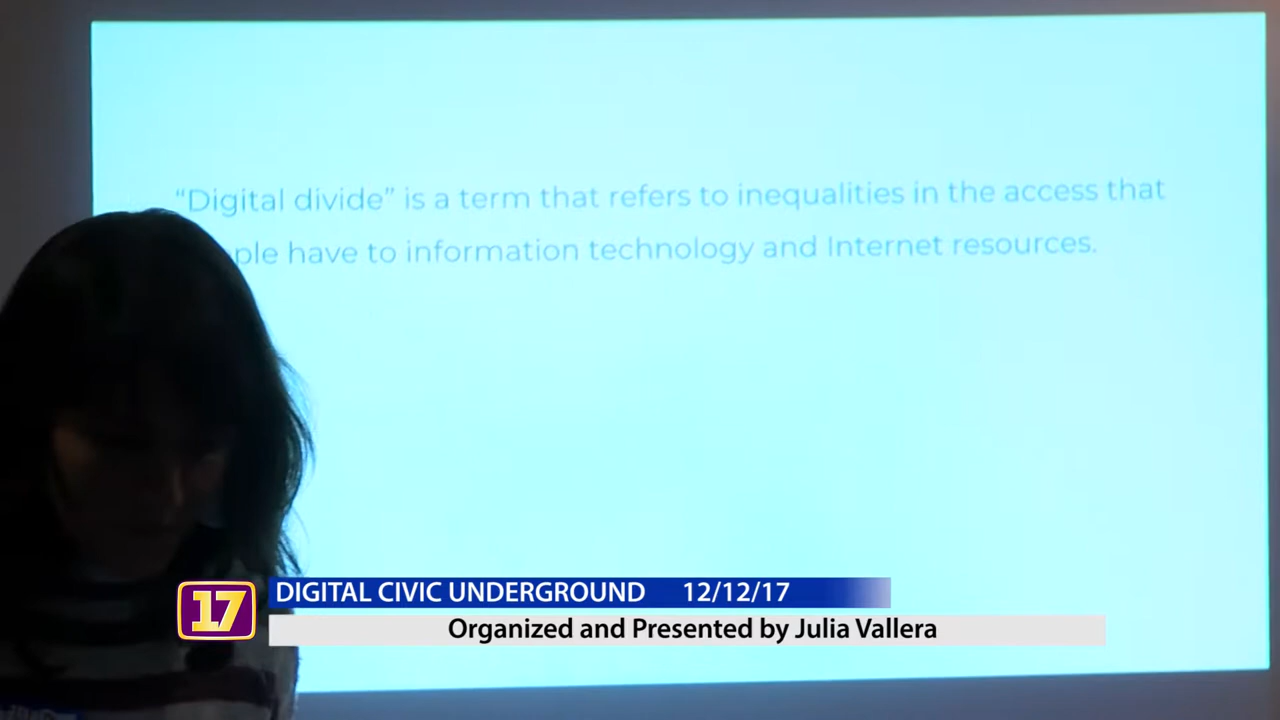 “Digital divide” is a term that refers to inequalities in the access that
ple have to information technology and Internet resources.
17
DIGITAL CIVIC UNDERGROUND 12/12/17
Organized and Presented by Julia Vallera